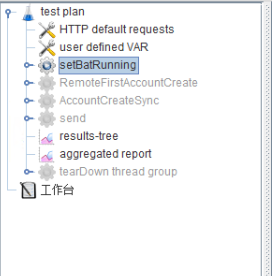 test plan
HTTP default requests
user defined VAR
setBatRunning
RemoteFirstAccountCreate
AccountCreateSync
send
results-tree
aggregated report
tearDown thread group
工作台